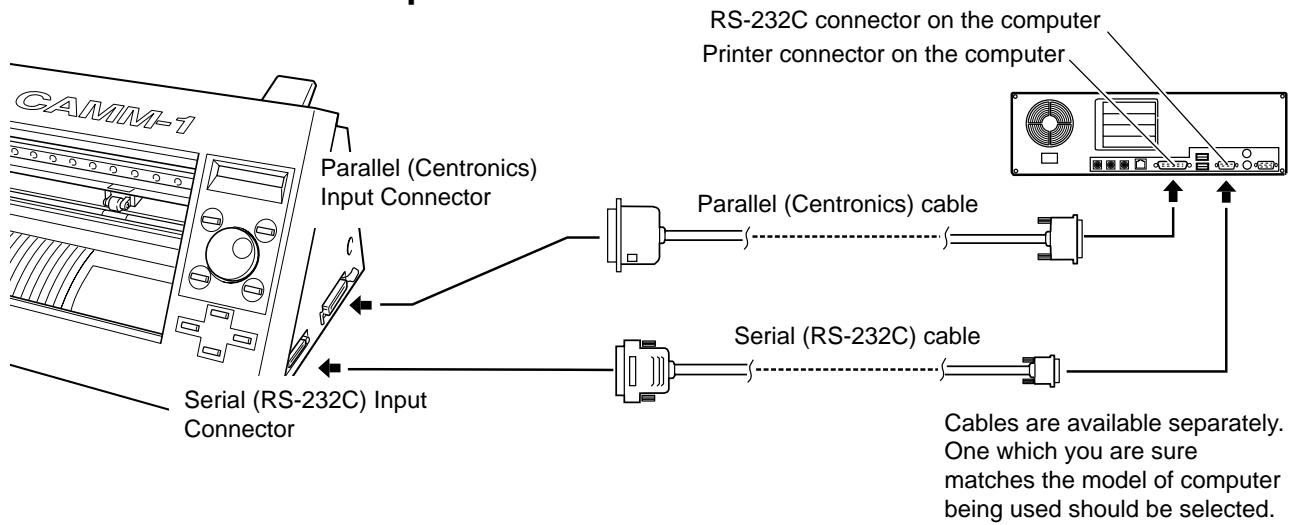 RS-232C connector on the computer
Printer connector on the computer
CAMM-1
Parallel (Centronics)
Input Connector
Parallel (Centronics) cable
Serial (RS-232C) cable
Serial (RS-232C) Input
Connector
Cables are available separately.
One which you are sure
matches the model of computer
being used should be selected.